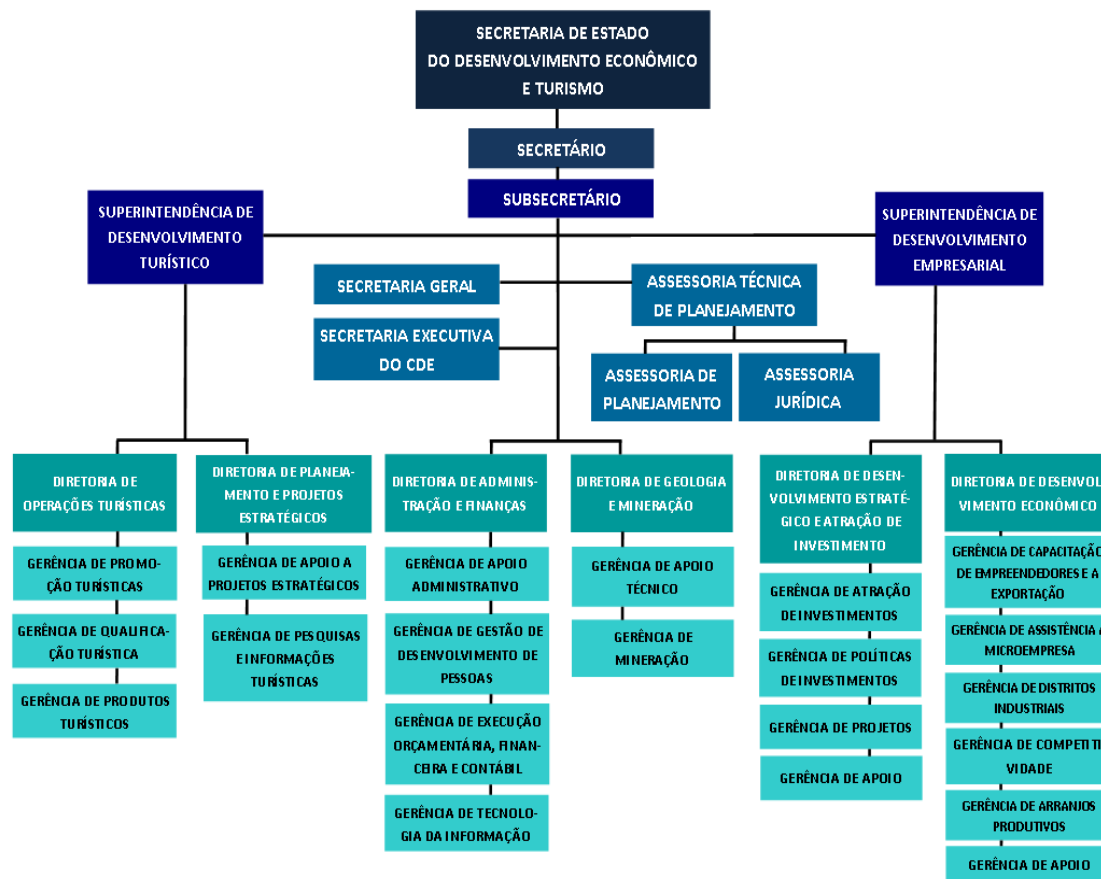 SECRETARIA DE ESTADO
DO DESENVOLVIMENTO ECONÔMICO
E TURISMO
SECRETÁRIO
SUBSECRETÁRIO
SUPERINTENDÊNCIA DE
DESENVOLVIMENTO
TURÍSTICO
SUPERINTENDÊNCIA DE
DESENVOLVIMENTO
EMPRESARIAL
SECRETARIA GERAL
ASSESSORIA TÉCNICA
DE PLANEJAMENTO
SECRETARIA EXECUTIVA
DO CDE
ASSESSORIA DE
PLANEJAMENTO
ASSESSORIA
JURÍDICA
DIRETORIA DE
OPERAÇÕES TURÍSTICAS
GERÊNCIA DE PROMO-
ÇÃO TURÍSTICAS
GERÊNCIA DE QUALIFICA-
ÇÃO TURÍSTICA
GERÊNCIA DE PRODUTOS
TURÍSTICOS
DIRETORIA DE PLANEJA-
MENTO E PROJETOS
ESTRATÉGICOS
GERÊNCIA DE APOIO A
PROJETOS ESTRATÉGICOS
GERÊNCIA DE PESQUISAS
E INFORMAÇÕES
TURÍSTICAS
DIRETORIA DE ADMINIS-
TRAÇÃO E FINANÇAS
GERÊNCIA DE APOIO
ADMINISTRATIVO
GERÊNCIA DE GESTÃO DE
DESENVOLVIMENTO DE
PESSOAS
GERÊNCIA DE EXECUÇÃO
ORÇAMENTÁRIA, FINAN-
CEIRA E CONTÁBIL
GERÊNCIA DE TECNOLO-
GIA DA INFORMAÇÃO
DIRETORIA DE GEOLOGIA
E MINERAÇÃO
GERÊNCIA DE APOIO
TÉCNICO
GERÊNCIA DE
MINERAÇÃO
DIRETORIA DE DESEN-
VOLVIMENTO ESTRATÉ-
GICO E ATRAÇÃO DE
INVESTIMENTO
GERÊNCIA DE ATRAÇÃO
DE INVESTIMENTOS
GERÊNCIA DE POLÍTICAS
DE INVESTIMENTOS
GERÊNCIA DE PROJETOS
GERÊNCIA DE APOIO
DIRETORIA DE DESENVOL
VIMENTO ECONÔMICO
GERÊNCIA DE CAPACITAÇÃO
DE EMPREENDEDORES E A
EXPORTAÇÃO
GERÊNCIA DE ASSISTÊNCIA A
MICROEMPRESA
GERÊNCIA DE DISTRITOS
INDUSTRIAIS
GERÊNCIA DE COMPETITI
VIDADE
GERÊNCIA DE ARRANJOS
PRODUTIVOS
GERÊNCIA DE APOIO